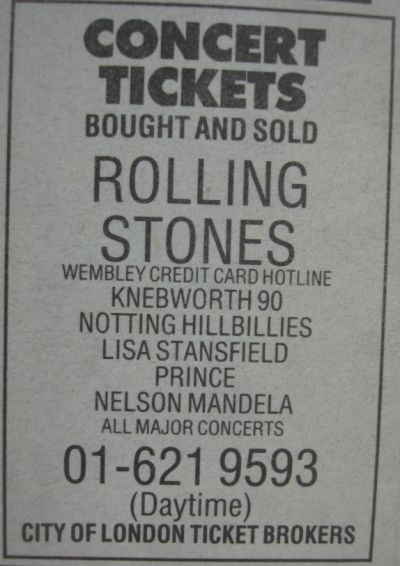 CONCERT
TICKETS
BOUGHT AND SOLD
ROLLING
STONES
WEMBLEY CREDIT CARD HOTLINE
KNEBWORTH 90
NOTTING HILLBILLIES
LISA STANSFIELD
PRINCE
NELSON MANDELA
ALL MAJOR CONCERTS
01-621 9593
(Daytime)
CITY OF LONDON TICKET BROKERS